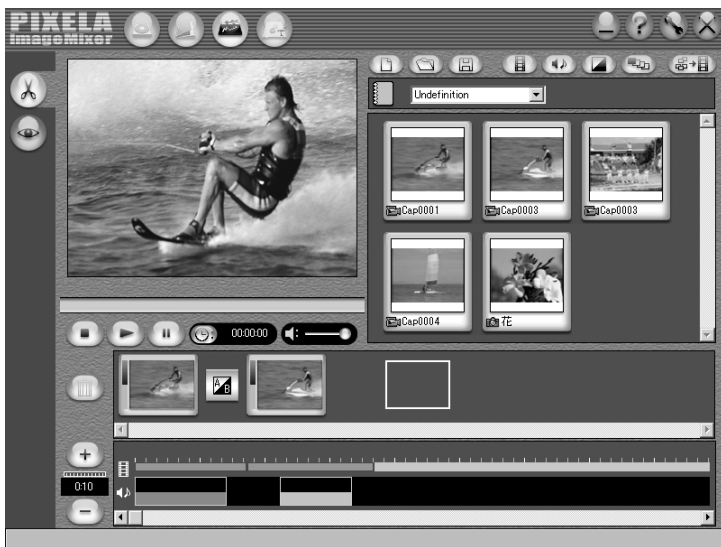 PIXELA
ImageMixer
Undefinition
Cap0001
Cap0003
Cap0003
Cap0004
花
00:00:00
A
B
0:10